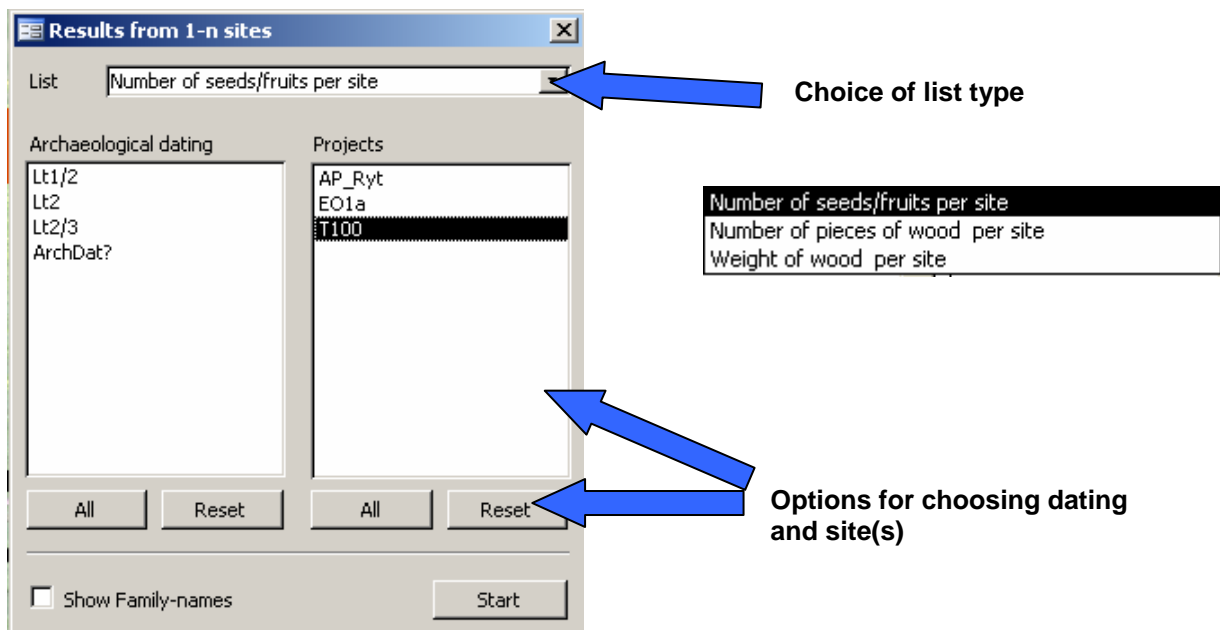 Results from 1-n sites
List Number of seeds/fruits per site
Choice of list type
Archaeological dating
Lt1/2
Lt2
Lt2/3
ArchDat?
Projects
AP_Ryt
EO1a
T100
Number of seeds/fruits per site
Number of pieces of wood per site
Weight of wood per site
All Reset All Reset
Options for choosing dating
and site(s)
Show Family-names
Start